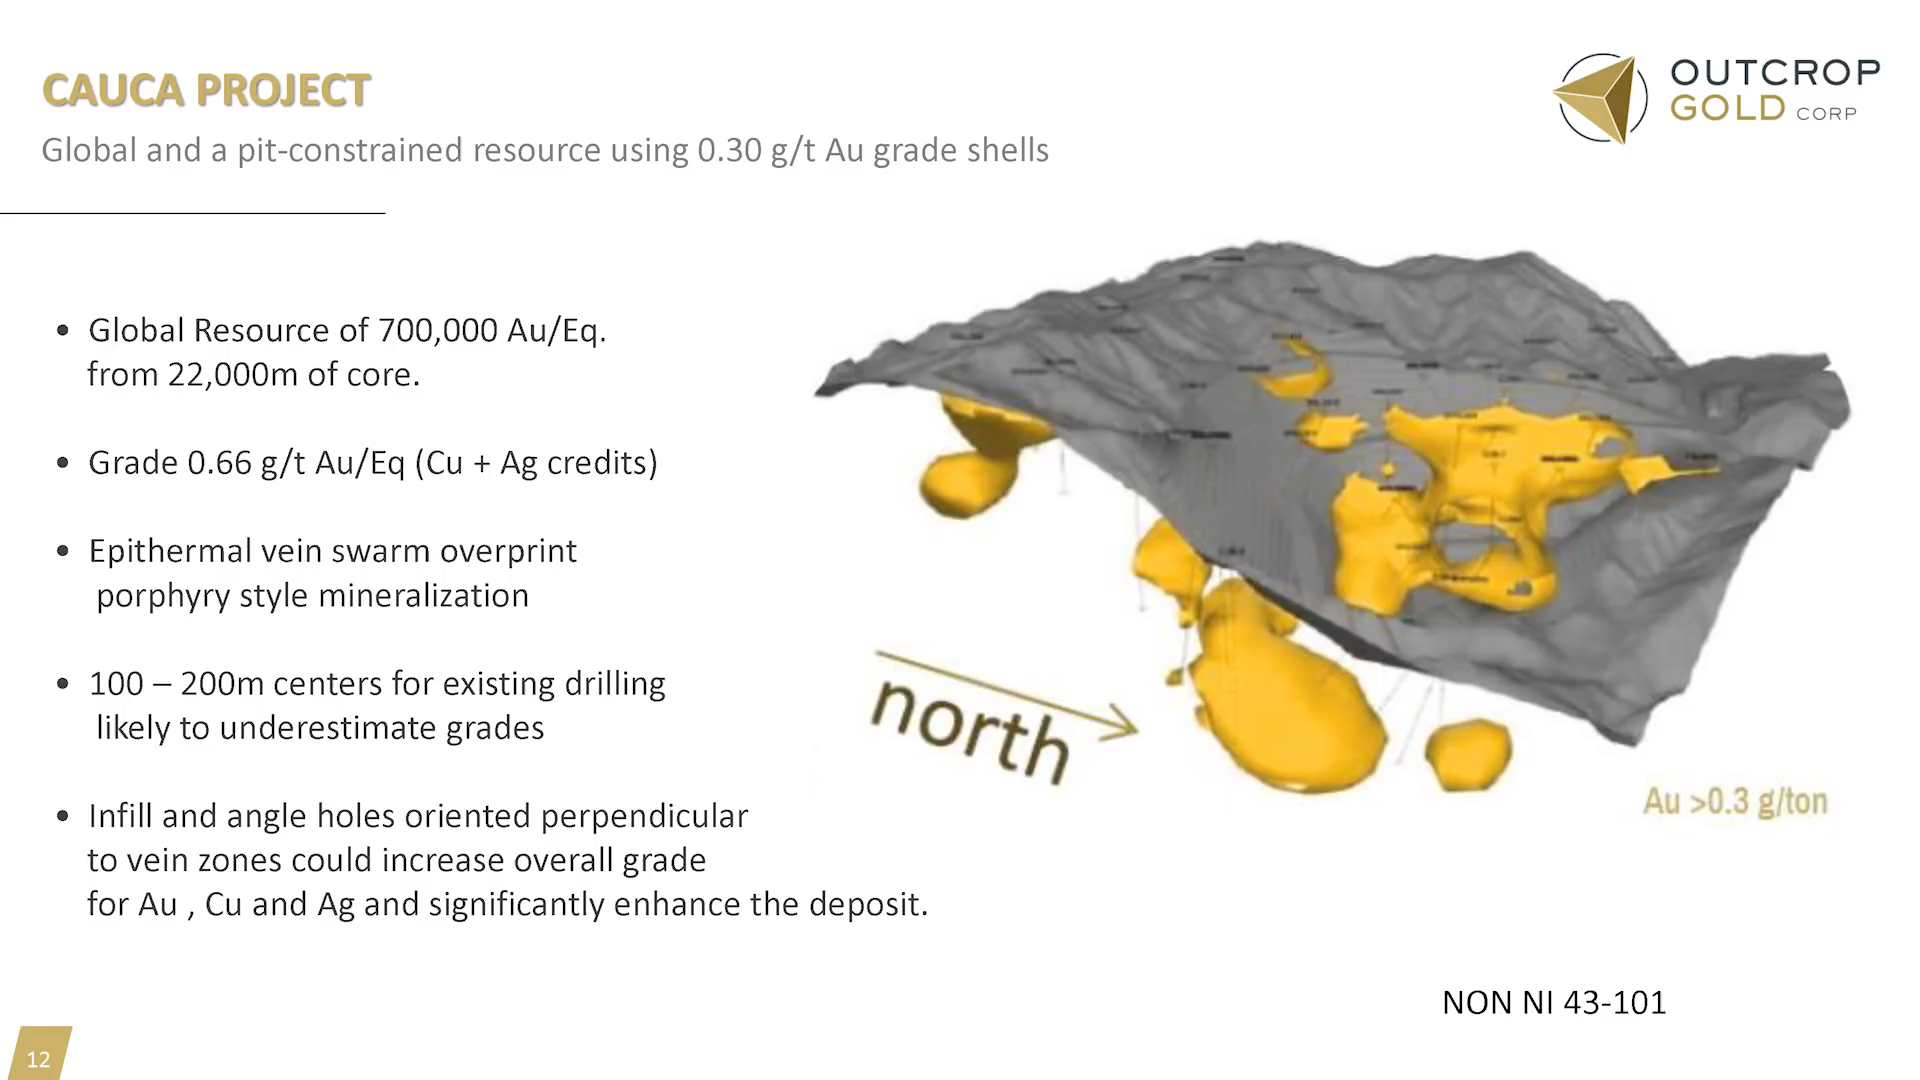 CAUCA PROJECT
Global and a pit-constrained resource using 0.30 g/t Au grade shells
OUTCROP
GOLD CORP
• Global Resource of 700,000 Au/Eq.
from 22,000m of core.
• Grade 0.66 g/t Au/Eq (Cu + Ag credits)
• Epithermal vein swarm overprint
porphyry style mineralization
• 100 – 200m centers for existing drilling
likely to underestimate grades
• Infill and angle holes oriented perpendicular
to vein zones could increase overall grade
for Au , Cu and Ag and significantly enhance the deposit.
north
Au >0.3 g/ton
NON NI 43-101
12